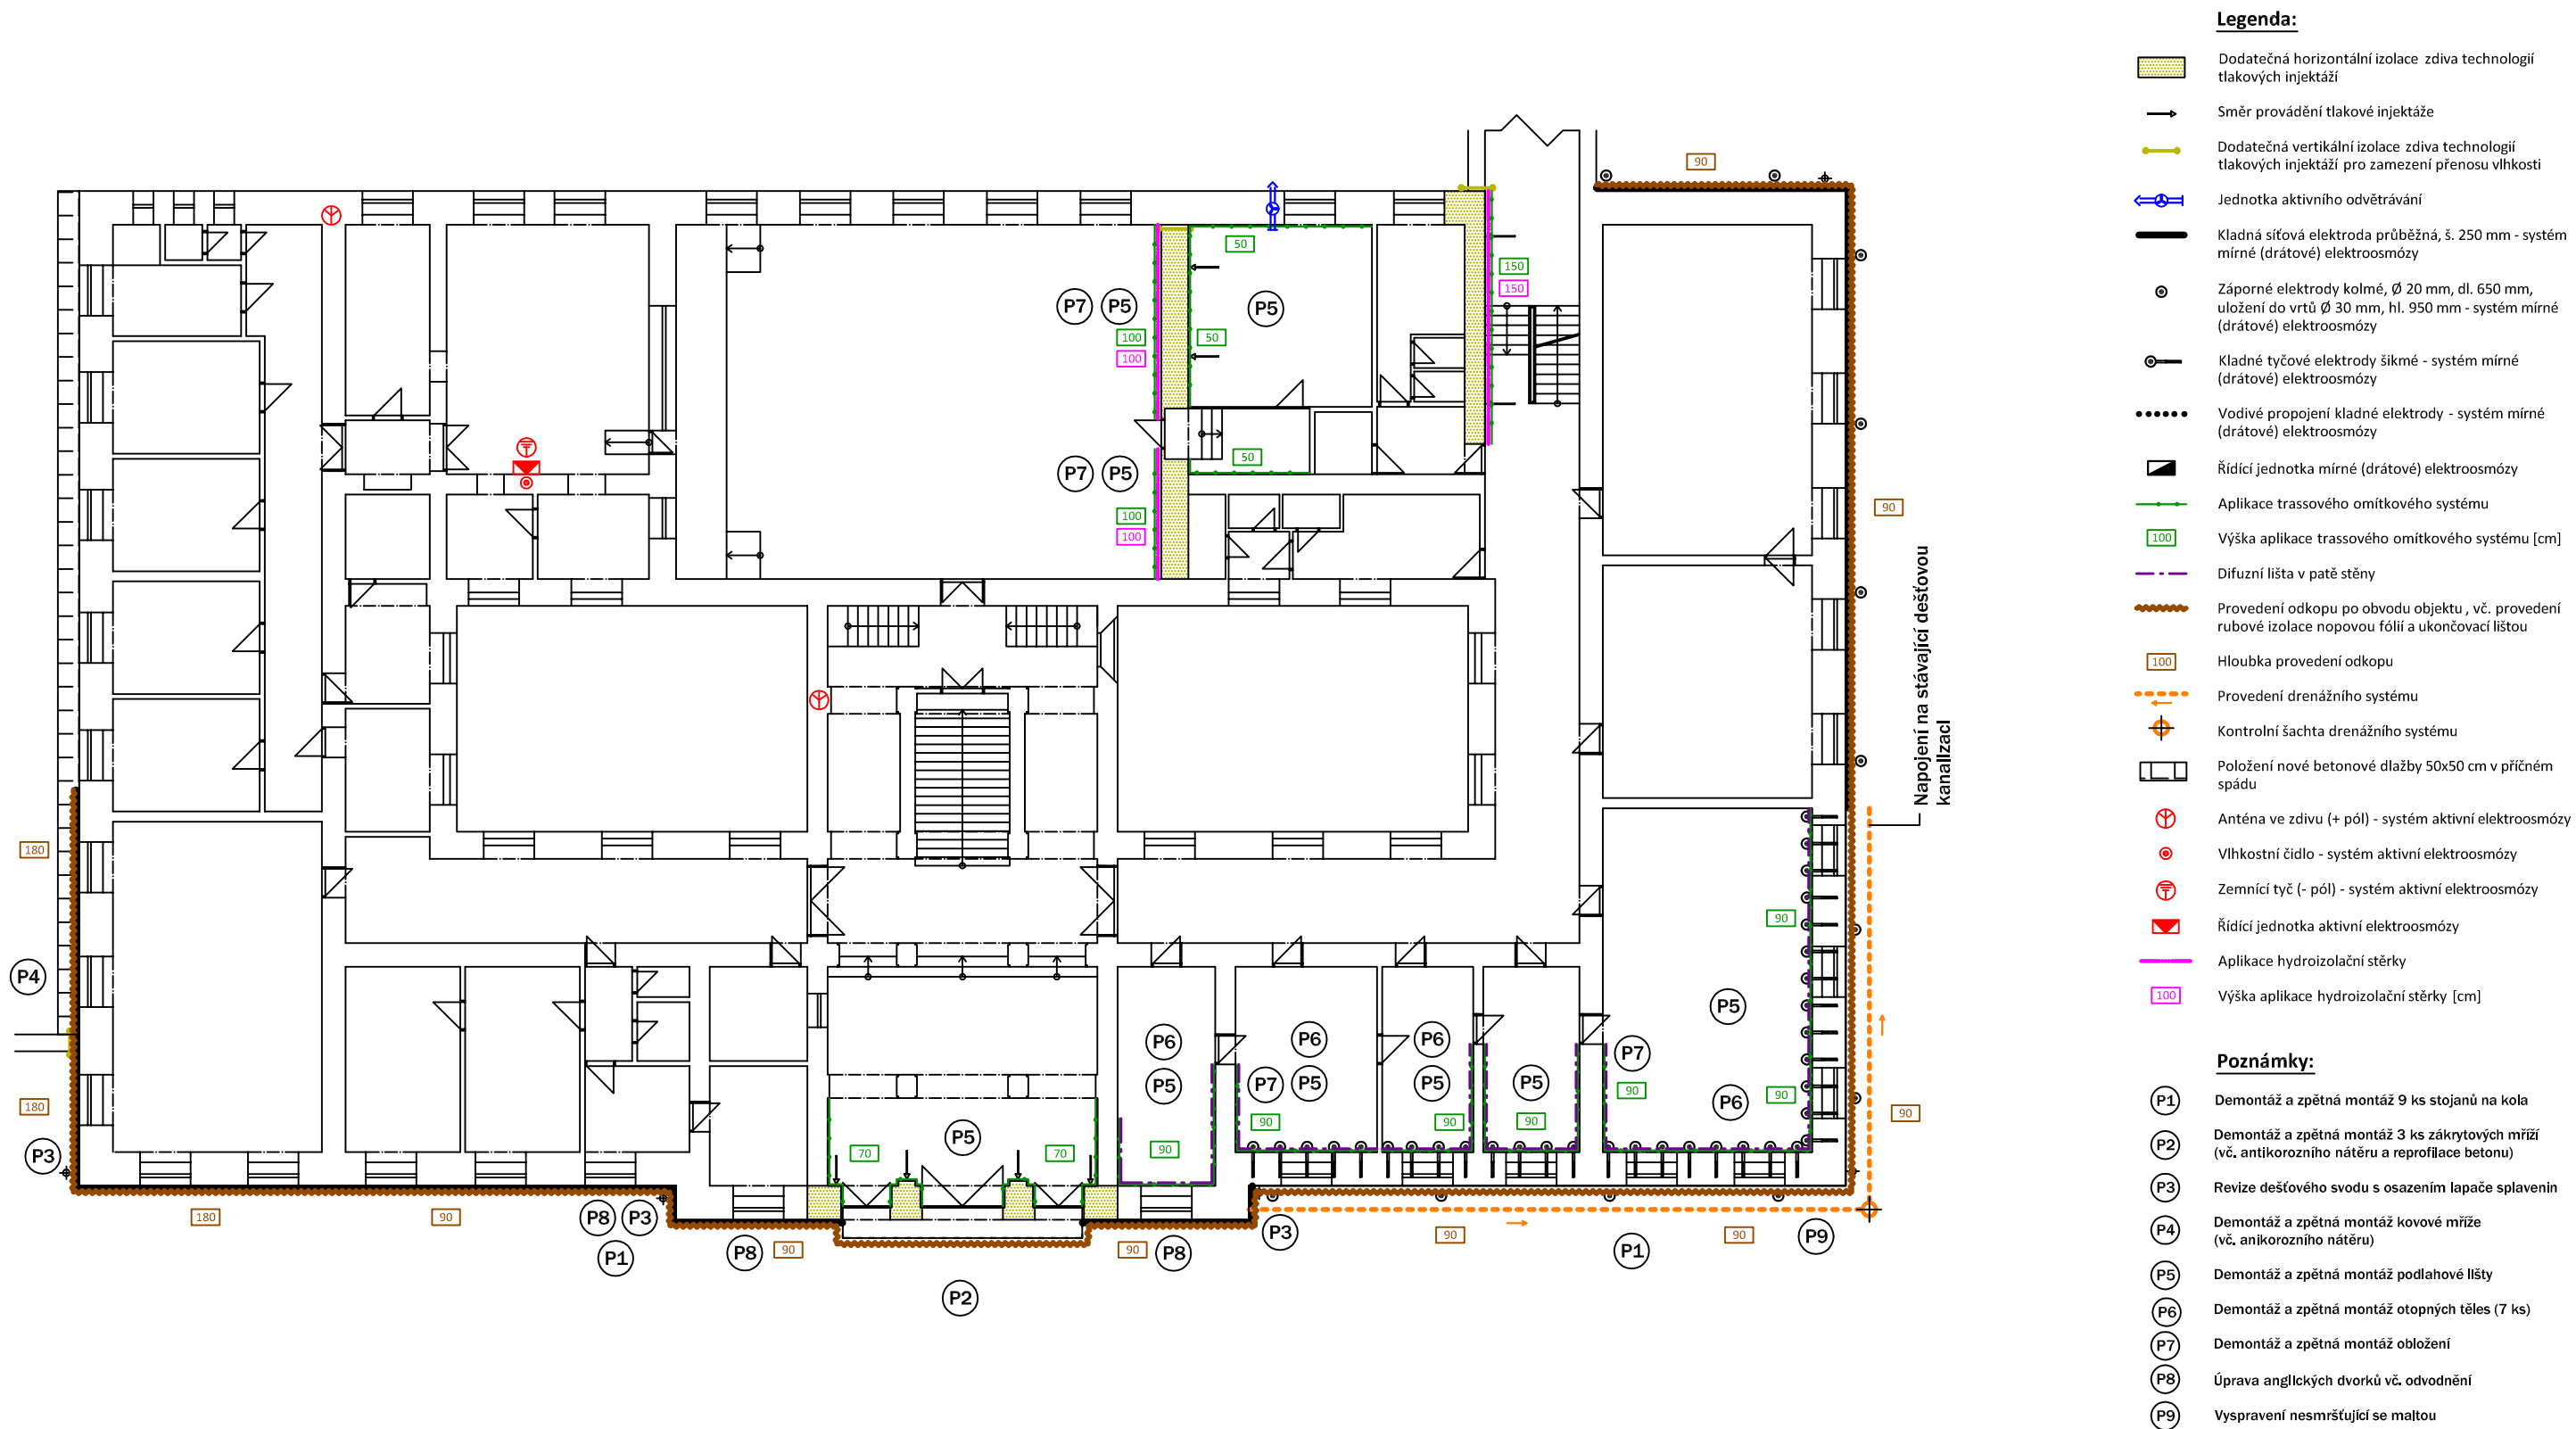 Legenda:
Dodatečná horizontální izolace zdiva technologií
tlakových injektáží
Směr provádění tlakové injektáže
Dodatečná vertikální izolace zdiva technologií
tlakových injektáží pro zamezení přenosu vlhkosti
Jednotka aktivního odvětrávání
Kladná síťová elektroda průběžná, š. 250 mm - systém
mírné (drátové) elektroosmózy
Záporné elektrody kolmé, Ø 20 mm, dl. 650 mm,
uložení do vrtů Ø 30 mm, hl. 950 mm - systém mírné
(drátové) elektroosmózy
Kladné tyčové elektrody šikmé - systém mírné
(drátové) elektroosmózy
Vodivé propojení kladné elektrody - systém mírné
(drátové) elektroosmózy
Řídící jednotka mírné (drátové) elektroosmózy
Aplikace trassového omítkového systému
100 Výška aplikace trassového omítkového systému [cm]
Difuzní lišta v patě stěny
Provedení odkopu po obvodu objektu , vč. provedení
rubové izolace nopovou fólií a ukončovací lištou
100 Hloubka provedení odkopu
Provedení drenážního systému
Kontrolní šachta drenážního systému
Položení nové betonové dlažby 50x50 cm v příčném
spádu
Anténa ve zdivu (+ pól) - systém aktivní elektroosmózy
Vlhkostní čidlo - systém aktivní elektroosmózy
Zemnící tyč (- pól) - systém aktivní elektroosmózy
Řídící jednotka aktivní elektroosmózy
Aplikace hydroizolační stěrky
100 Výška aplikace hydroizolační stěrky [cm]
Poznámky:
P1 Demontáž a zpětná montáž 9 ks stojanů na kola
P2 Demontáž a zpětná montáž 3 ks zákrytových mříží
(vč. antikorozního nátěru a reprofilace betonu)
P3 Revize dešťového svodu s osazením lapače splavenin
P4 Demontáž a zpětná montáž kovové mříže
(vč. anikorozního nátěru)
P5 Demontáž a zpětná montáž podlahové lišty
P6 Demontáž a zpětná montáž otopných těles (7 ks)
P7 Demontáž a zpětná montáž obložení
P8 Úprava anglických dvorků vč. odvodnění
P9 Vyspravení nesmršťující se maltou
90
50
150
150
P7 P5
P5
100
50
100
P7 P5
50
100
100
90
Napojení na stávající dešťovou
kanalizaci
180
90
P4
P5
P6
P6
P6
P7
P5
P7
P5
P5
P5
90
90
P6
180
90
90
90
90
P5
70
70
90
P3
180
90
P8
P3
P1
P8
90
90
P8
P3
90
P1
90
P9
P2